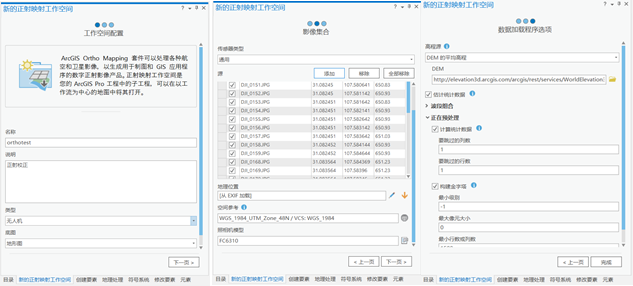 新的正射映射工作空间
工作空间配置
ArcGIS Ortho Mapping 套件可以处理各种航
空和卫星影像，以生成用于制图和 GIS 应用程
序的数字正射影像产品。正射映射工作空间是
您的 ArcGIS Pro 工程中的子工程，可以在以工
作流为中心的地图中将其打开。
名称
orthotest
说明
正射校正
类型
无人机
底图
地形图
下一页 >
目录 新的正射映射工作空间 创建要素 地理处理 符号系统 修改要素 元素
新的正射映射工作空间
影像集合
传感器类型
通用
源
添加 移除 全部移除
DJI_0151.JPG 31.08245 107.580641 650.83
DJI_0152.JPG 31.08245 107.581142 650.93
DJI_0153.JPG 31.082451 107.581642 650.93
DJI_0154.JPG 31.08245 107.582142 650.93
DJI_0155.JPG 31.08245 107.582642 650.93
DJI_0156.JPG 31.082451 107.583142 650.93
DJI_0157.JPG 31.08245 107.583643 651.03
DJI_0158.JPG 31.082452 107.584144 650.93
DJI_0159.JPG 31.082452 107.584644 650.93
DJI_0168.JPG 31.083564 107.584369 651.23
DJI_0169.JPG 31.083564 107.58396 651.23
地理位置
[从 EXIF 加载]
空间参考
WGS_1984_UTM_Zone_48N / VCS: WGS_1984
照相机模型
FC6310
< 上一页 下一页 >
目录 新的正射映射工作空间 创建要素 地理处理 符号系统 修改要素 元素
新的正射映射工作空间
数据加载程序选项
高程源
DEM 的平均高程
DEM
http://elevation3d.arcgis.com/arcgis/rest/services/WorldElevation
估计统计数据
波段组合
正在预处理
计算统计数据
要跳过的列数
1
要跳过的行数
1
构建金字塔
最小级别
-1
最大像元大小
0
最小行数或列数
< 上一页 完成
目录 新的正射映射工作空间 创建要素 地理处理 符号系统 修改要素 元素